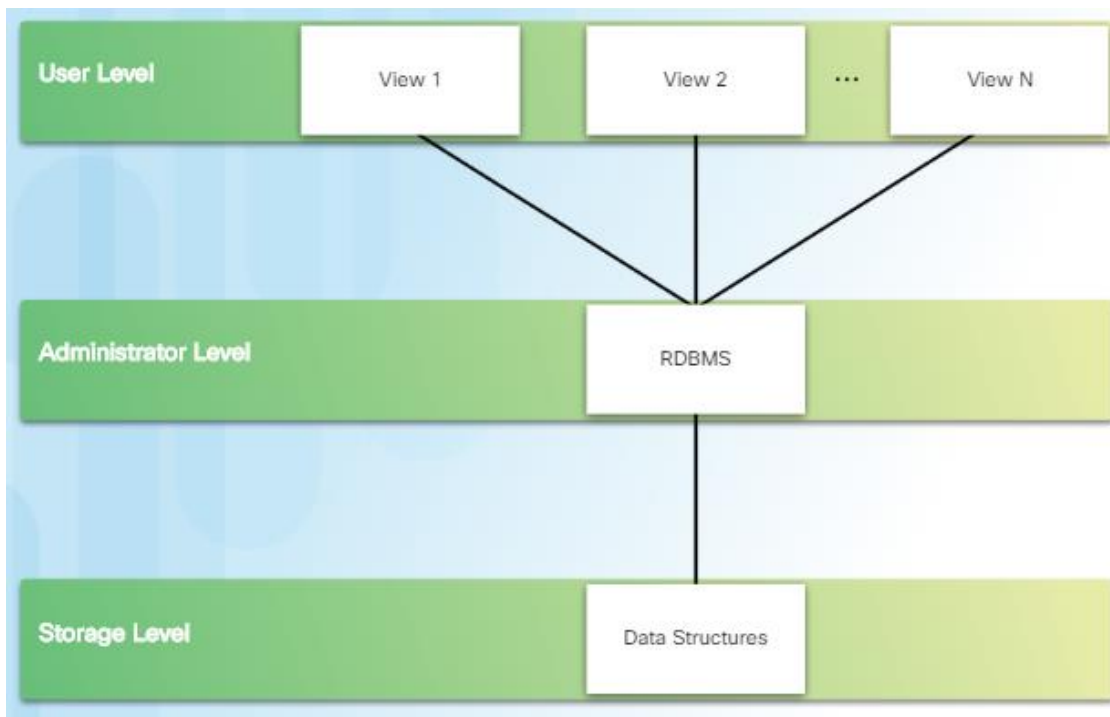 User Level
View 1
View 2
...
View N
Administrator Level
RDBMS
Storage Level
Data Structures